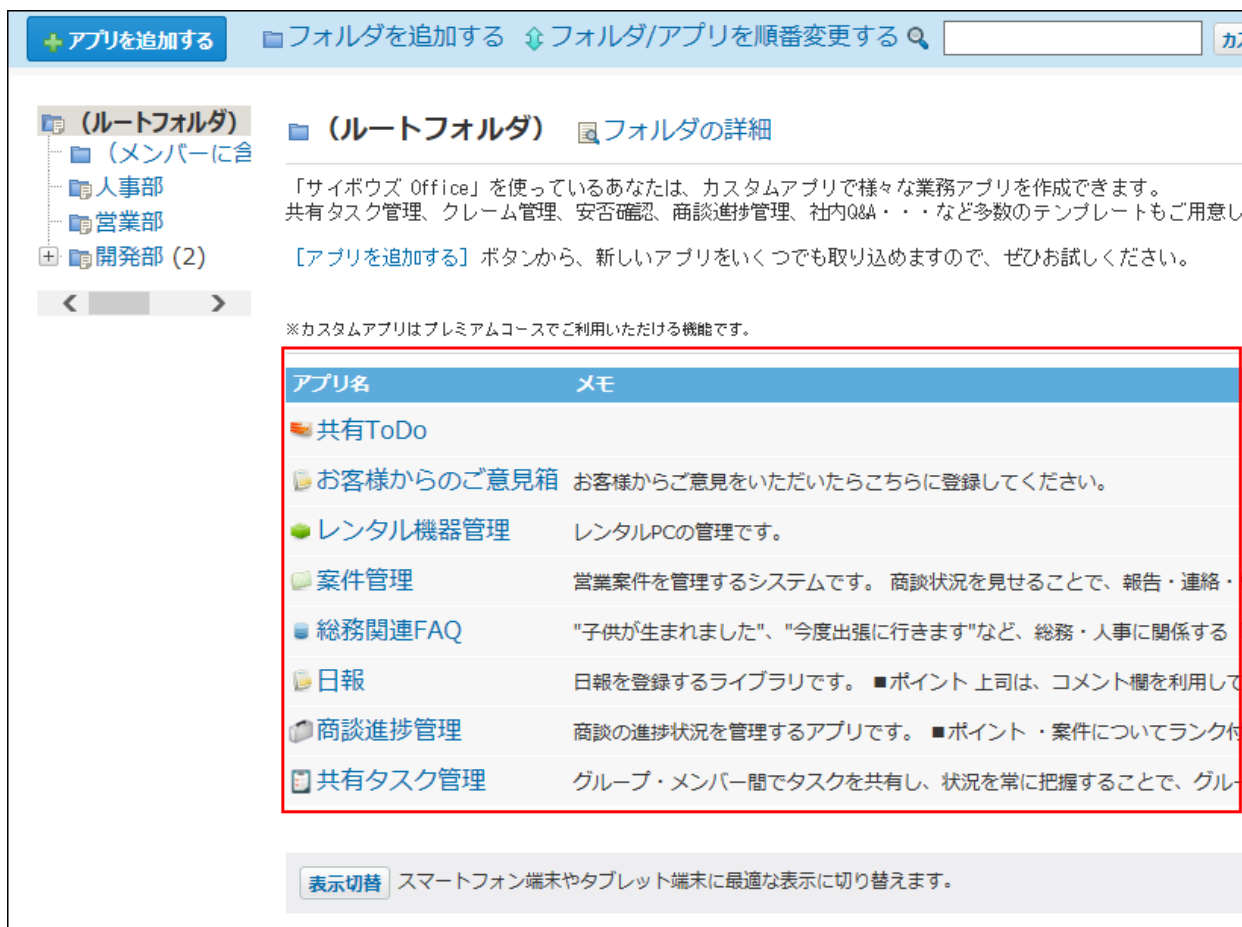 アプリを追加する フォルダを追加する フォルダ/アプリを順番変更する
(ルートフォルダ)
(メンバーに含
人事部
営業部
開発部 (2)
(ルートフォルダ) フォルダの詳細
「サイボウズ Office」を使っているあなたは、カスタムアプリで様々な業務アプリを作成できます。
共有タスク管理、クレーム管理、安否確認、商談進捗管理、社内Q&A・・・など多数のテンプレートもご用意し
[アプリを追加する] ボタンから、新しいアプリをいくつでも取り込めますので、ぜひお試しください。
※カスタムアプリはプレミアムコースでご利用いただける機能です。
アプリ名 メモ
共有ToDo
お客様からのご意見箱 お客様からご意見をいただいたらこちらに登録してください。
レンタル機器管理 レンタルPCの管理です。
案件管理 営業案件を管理するシステムです。 商談状況を見せることで、報告・連絡・
総務関連FAQ "子供が生まれました"、"今度出張に行きます"など、総務・人事に関係する
日報 日報を登録するライブラリです。 ■ポイント 上司は、コメント欄を利用して
商談進捗管理 商談の進捗状況を管理するアプリです。 ■ポイント ・案件についてランク付
共有タスク管理 グループ・メンバー間でタスクを共有し、状況を常に把握することで、グルー
表示切替 スマートフォン端末やタブレット端末に最適な表示に切り替えます。